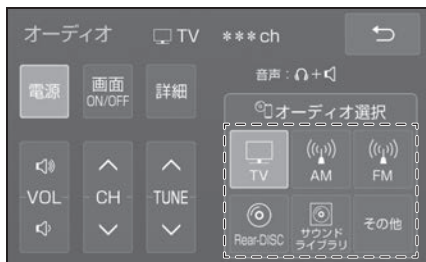 オーディオ TV ＊＊＊ch
音声：
電源 画面 ON/OFF 詳細
オーディオ選択
TV AM FM
VOL CH TUNE
Rear-DISC サウンド ライブラリ その他